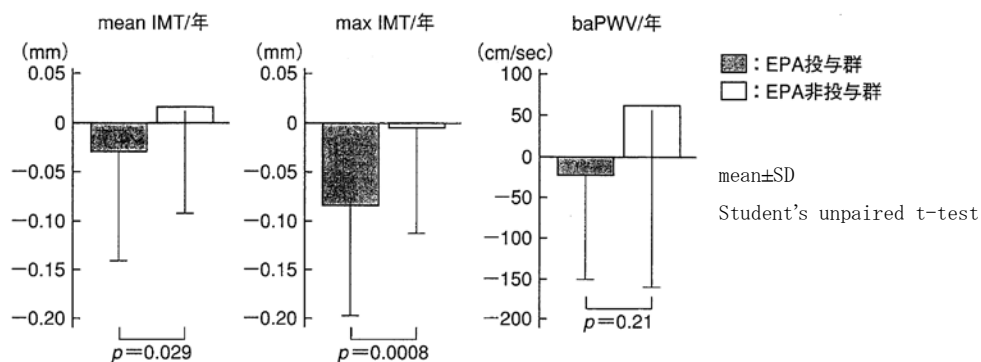 mean IMT/年
(mm)
0.05
0
−0.05
−0.10
−0.15
−0.20
p＝0.029
max IMT/年
(mm)
0.05
0
−0.05
−0.10
−0.15
−0.20
p＝0.0008
baPWV/年
(cm/sec)
100
50
0
−50
−100
−150
−200
p＝0.21
：EPA投与群
：EPA非投与群
mean±SD
Student's unpaired t-test